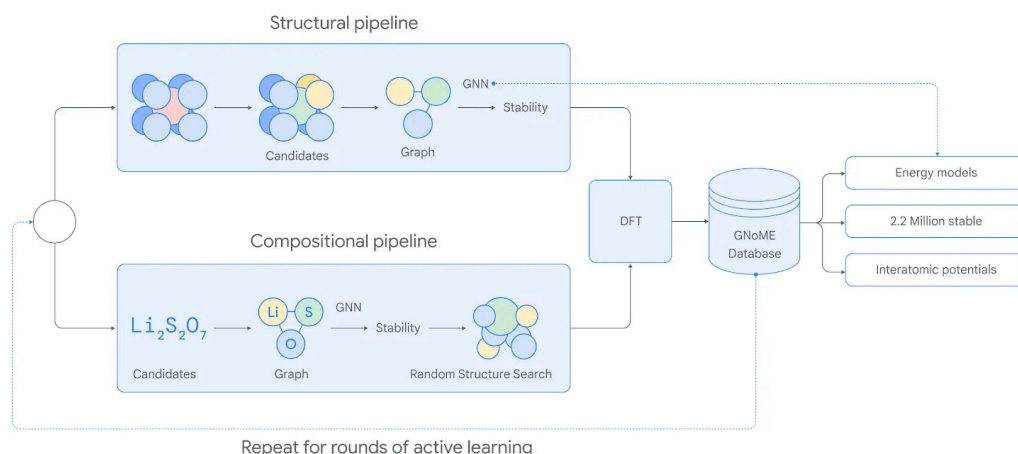 Structural pipeline
GNN
Stability
Candidates
Graph
Compositional pipeline
Li₂S₂O₇
Li
S
O
GNN
Stability
Candidates
Graph
Random Structure Search
DFT
GNoME
Database
Energy models
2.2 Million stable
Interatomic potentials
Repeat for rounds of active learning